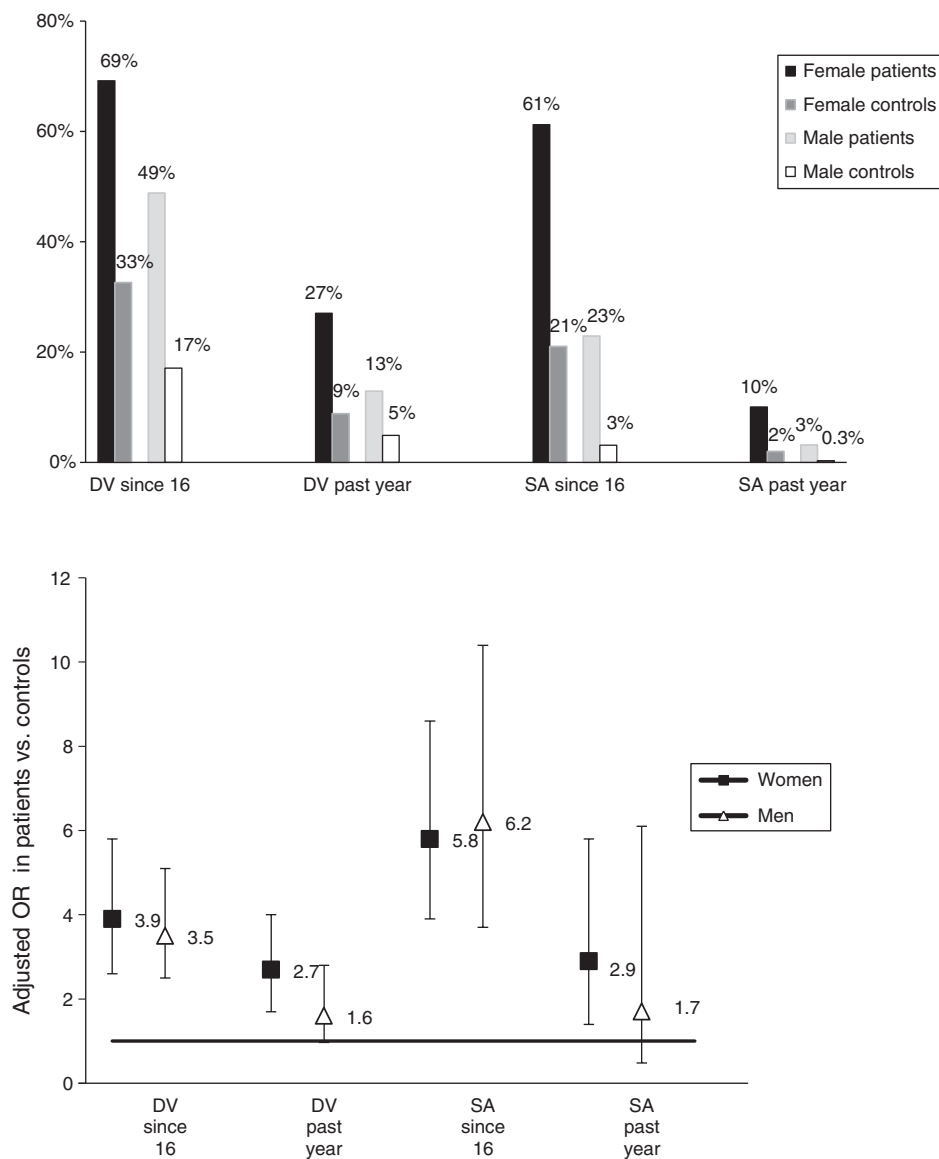 80%
69%
Female patients
61%
Female controls
60%
Male patients
49%
Male controls
40%
33%
27%
21%
23%
20%
17%
13%
9%
10%
5%
3%
2%
3%
0.3%
0%
DV since 16
DV past year
SA since 16
SA past year
12
Adjusted OR in patients vs. controls
10
8
Women
Men
6
5.8
6.2
4
3.9
3.5
2.7
2.9
2
1.6
1.7
0
DV
since
16
DV
past
year
SA
since
16
SA
past
year